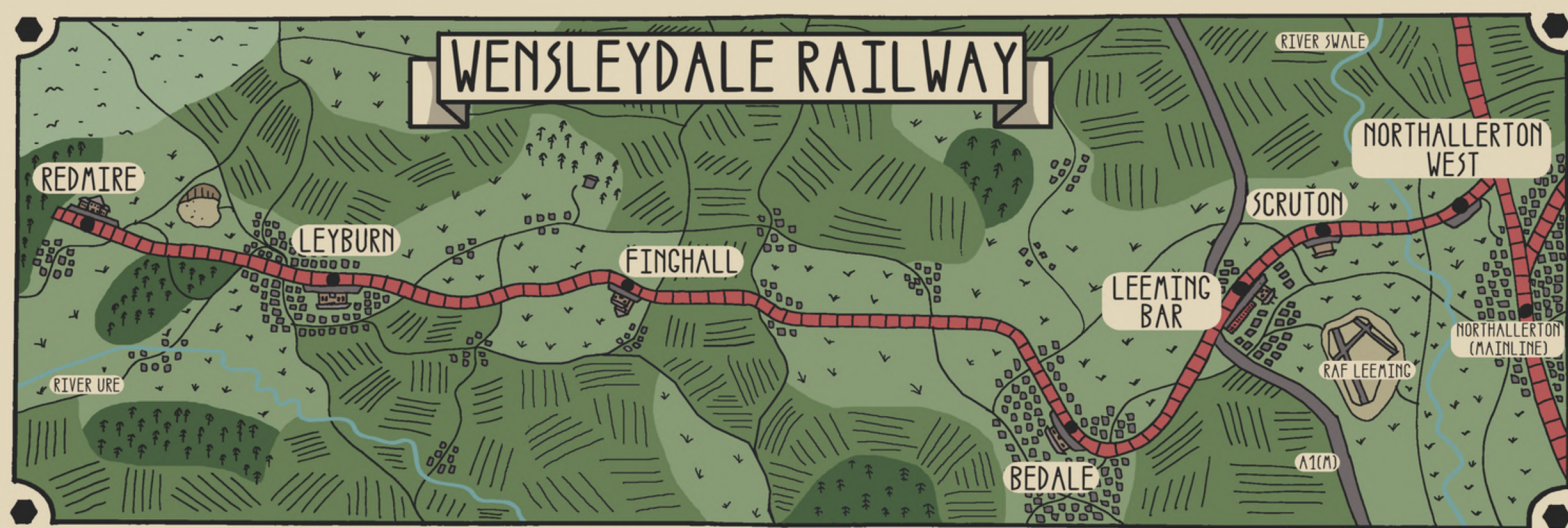 WENSLEYDALE RAILWAY
RIVER SWALE
NORTHALLERTON
WEST
REDMIRE
SCRUTON
LEYBURN
FINGHALL
LEEMING
BAR
NORTHALLERTON
(MAINLINE)
RAF LEEMING
RIVER URE
A1(M)
BEDALE